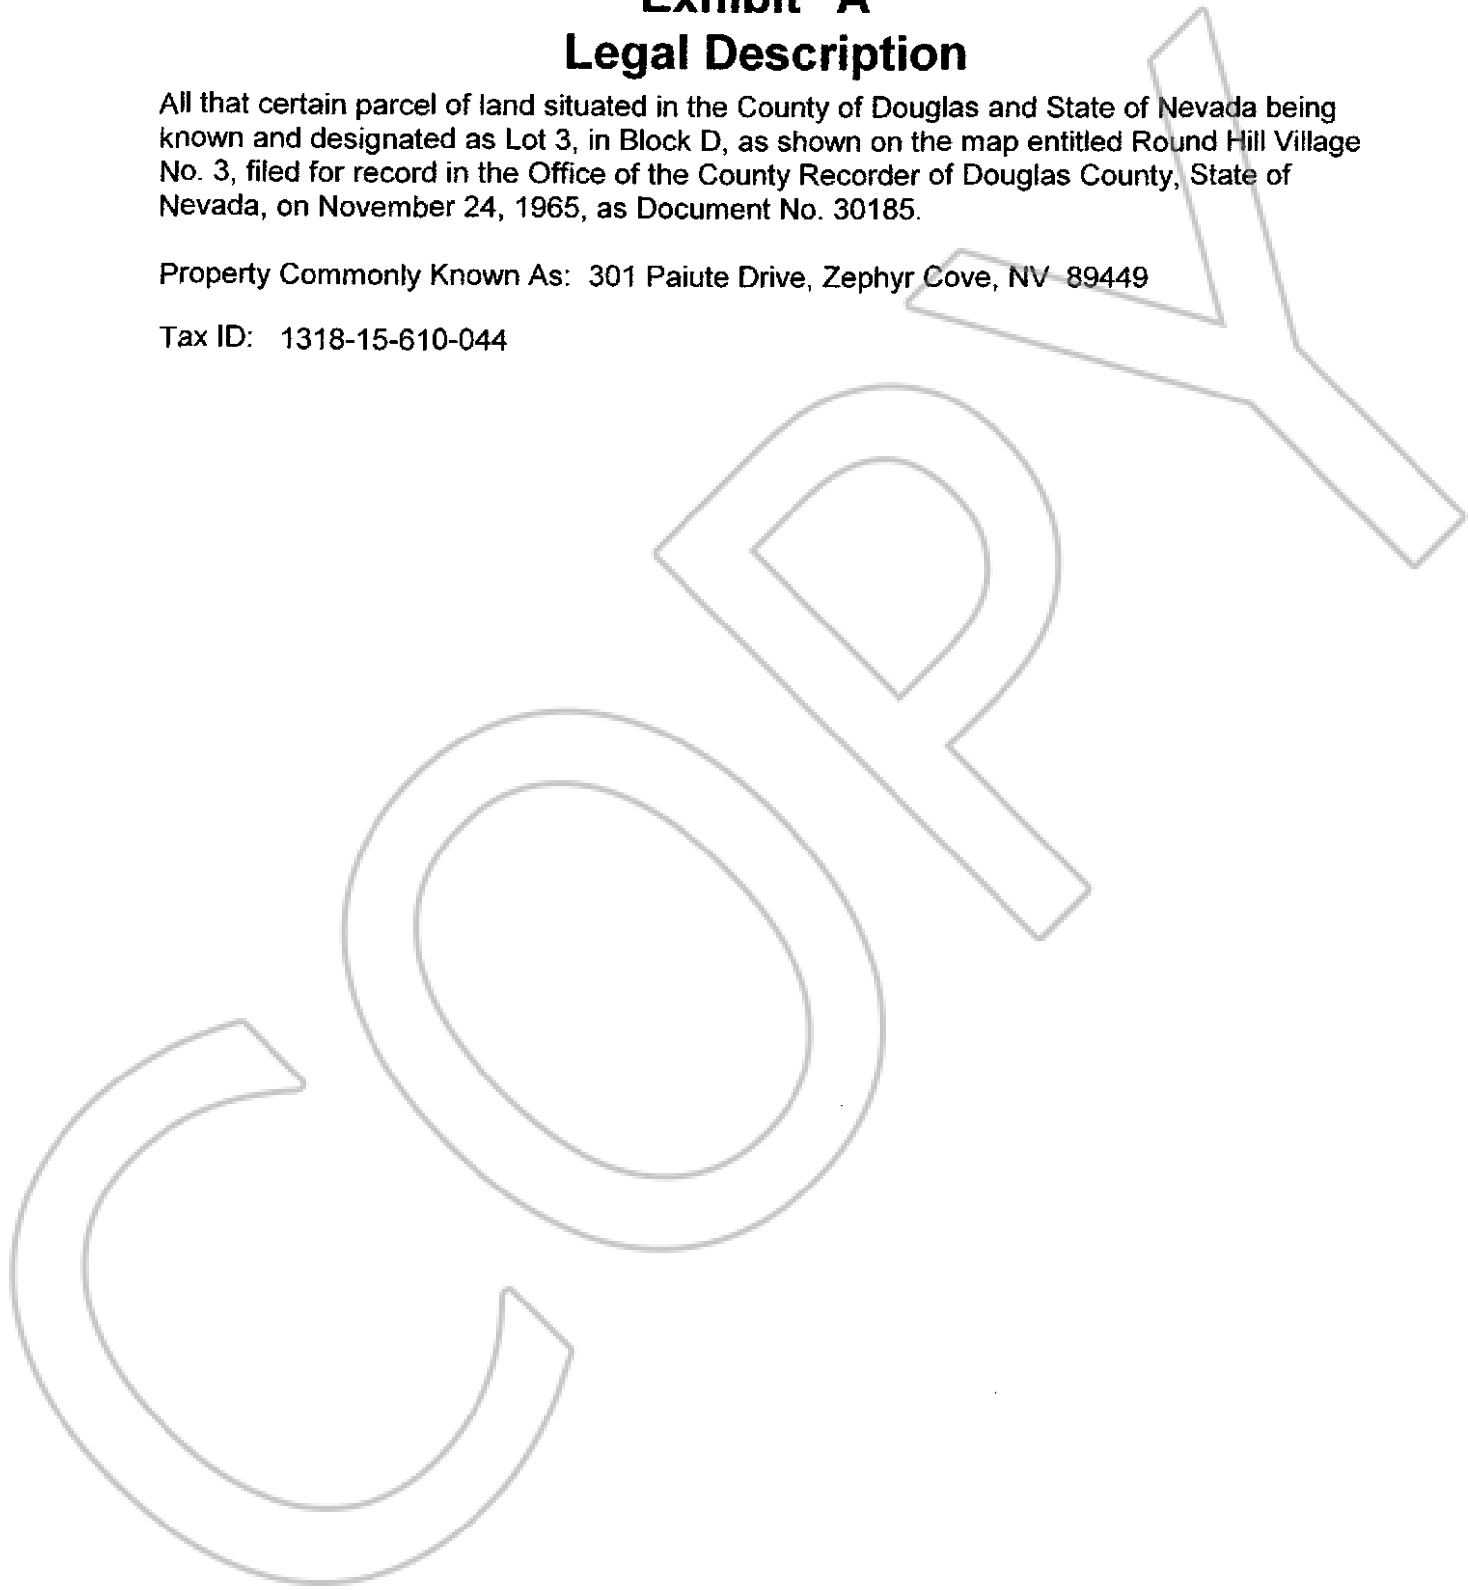 Exhibit "A"
Legal Description
All that certain parcel of land situated in the County of Douglas and State of Nevada being
known and designated as Lot 3, in Block D, as shown on the map entitled Round Hill Village
No. 3, filed for record in the Office of the County Recorder of Douglas County, State of
Nevada, on November 24, 1965, as Document No. 30185.
Property Commonly Known As: 301 Paiute Drive, Zephyr Cove, NV 89449
Tax ID: 1318-15-610-044
COPY